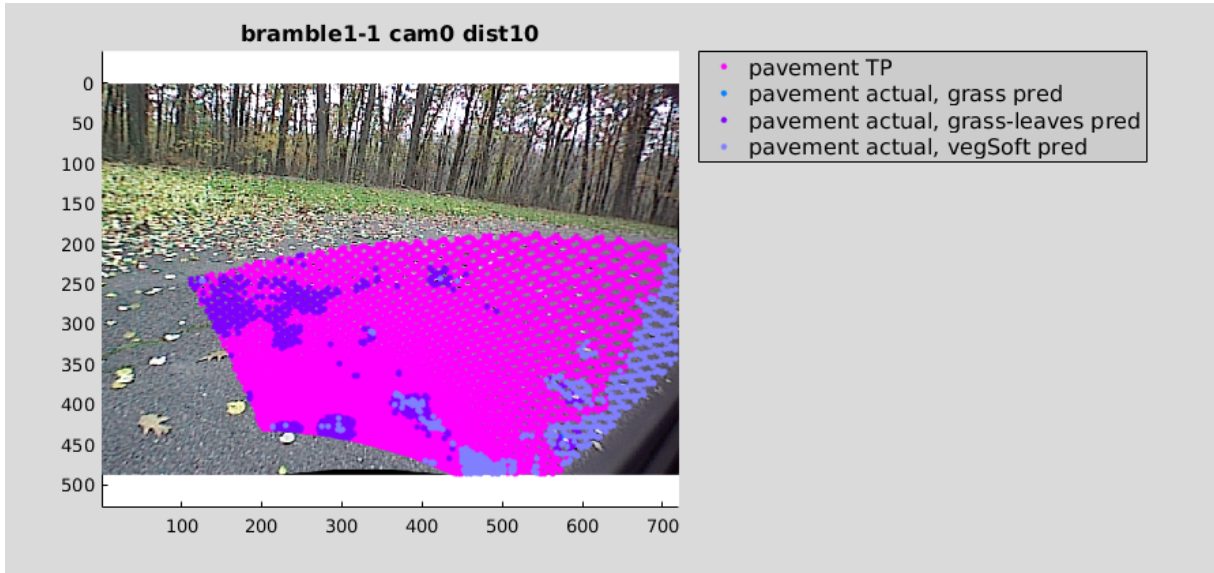 bramble1-1 cam0 dist10
pavement TP
pavement actual, grass pred
pavement actual, grass-leaves pred
pavement actual, vegSoft pred
0
50
100
150
200
250
300
350
400
450
500
100 200 300 400 500 600 700